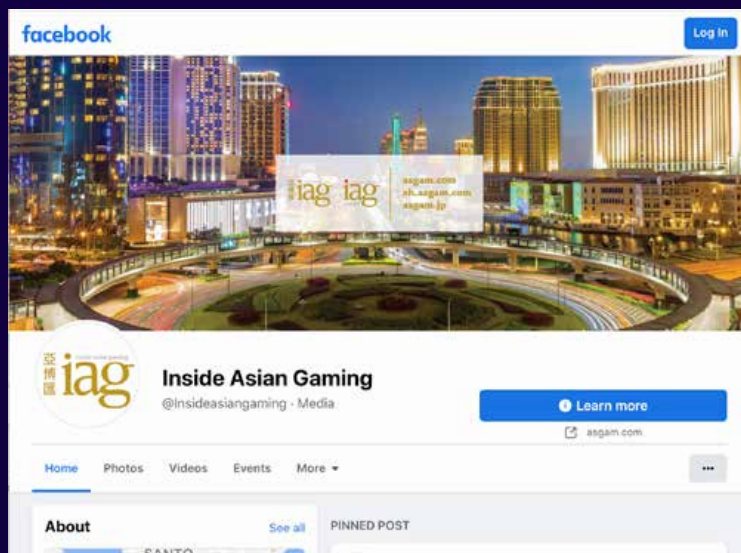 facebook
Log In
iag iag
asgam.com
zh.asgam.com
asgam.jp
亞博匯
iag
Inside Asian Gaming
@Insideasiangaming · Media
Learn more
asgam.com
Home Photos Videos Events More
About
See all
PINNED POST
SANTO